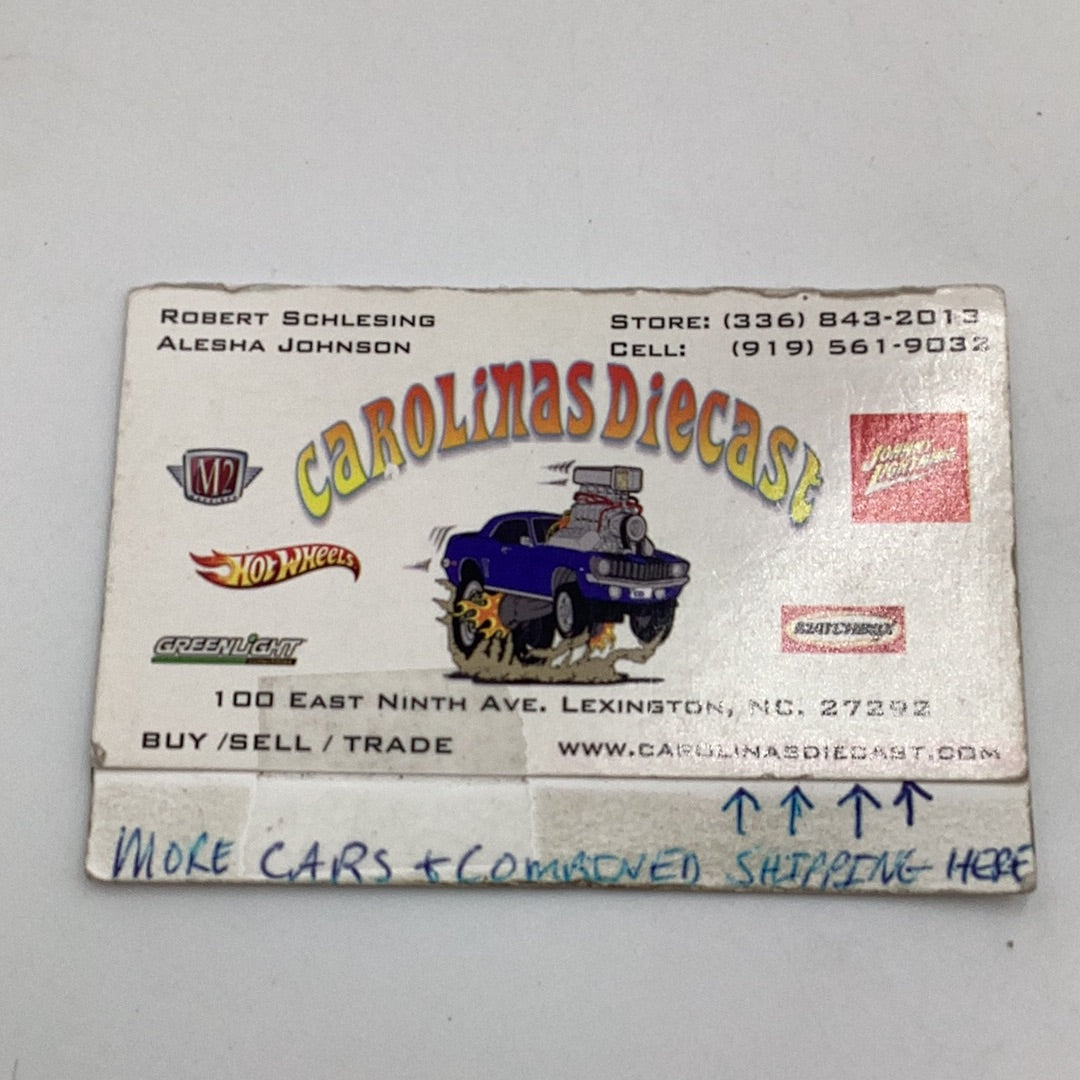 ROBERT SCHLESING
ALESHA JOHNSON
STORE: (336) 843-2013
CELL: (919) 561-9032
CAROLINAS DIECAST
M2
JOHNNY LIGHTNING
HOT WHEELS
GREENLIGHT
MATCHBOX
100 EAST NINTH AVE. LEXINGTON, NC. 27292
BUY /SELL / TRADE
WWW.CAROLINASDIECAST.COM
MORE CARS + COMBINED SHIPPING HERE